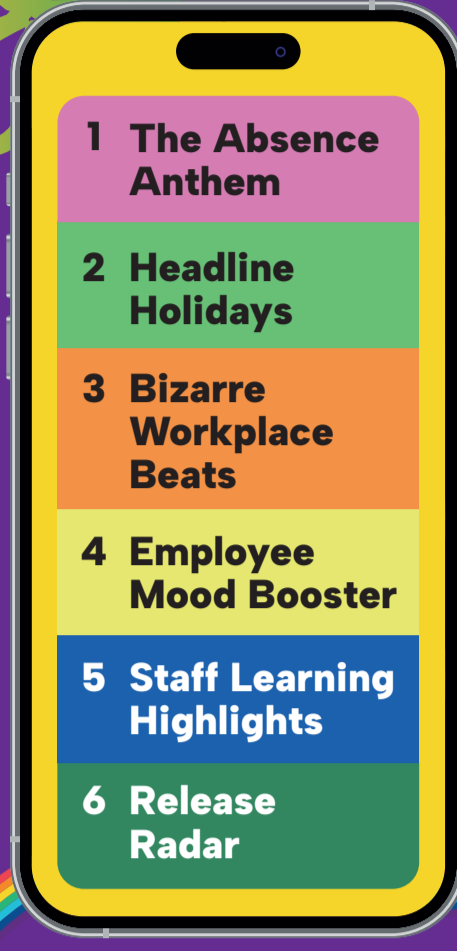 1 The Absence
Anthem
2 Headline
Holidays
3 Bizarre
Workplace
Beats
4 Employee
Mood Booster
5 Staff Learning
Highlights
6 Release
Radar